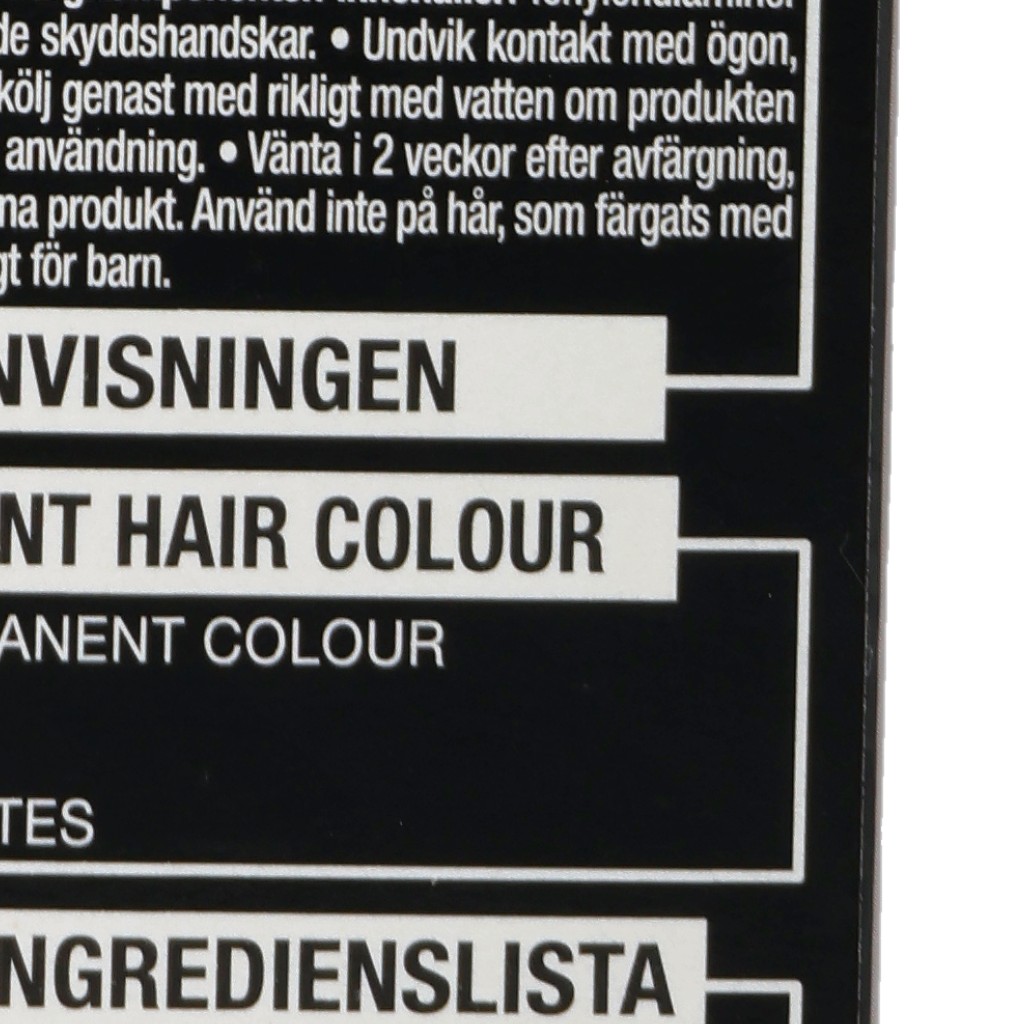 de skyddshandskar. • Undvik kontakt med ögon,
kölj genast med rikligt med vatten om produkten
användning. • Vänta i 2 veckor efter avfärgning,
na produkt. Använd inte på hår, som färgats med
gt för barn.
NVISNINGEN
NT HAIR COLOUR
ANENT COLOUR
TES
INGREDIENSLISTA